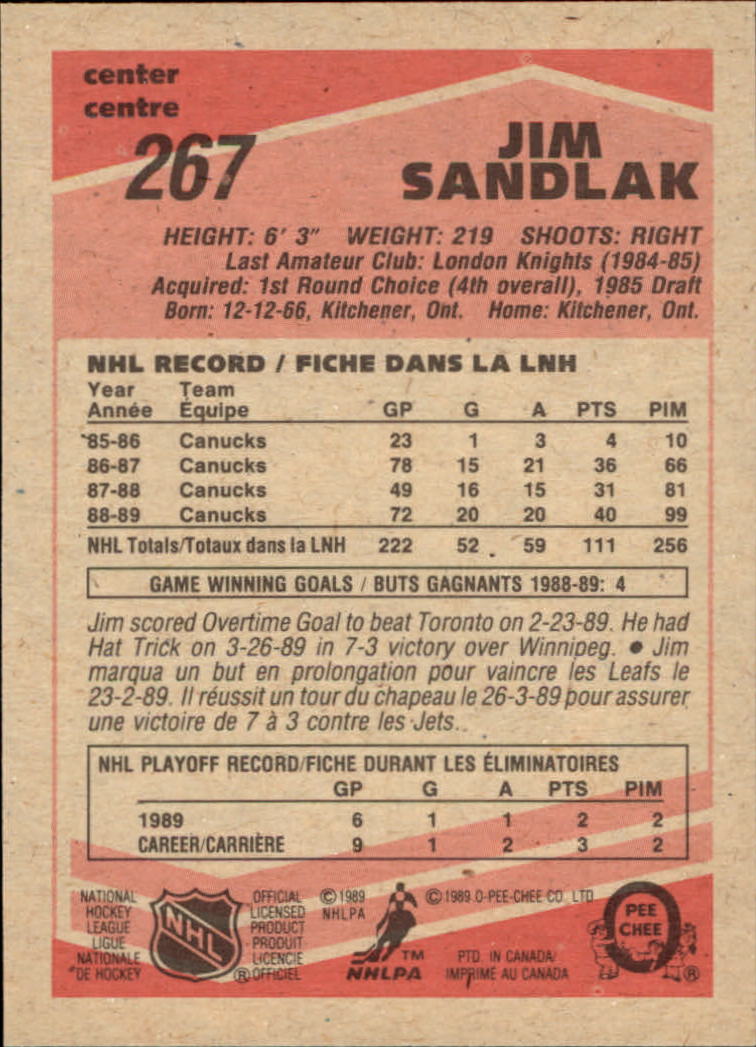 center
centre
267
JIM
SANDLAK
HEIGHT: 6' 3" WEIGHT: 219 SHOOTS: RIGHT
Last Amateur Club: London Knights (1984-85)
Acquired: 1st Round Choice (4th overall), 1985 Draft
Born: 12-12-66, Kitchener, Ont. Home: Kitchener, Ont.
NHL RECORD / FICHE DANS LA LNH
Year Team
Année Équipe GP G A PTS PIM
85-86 Canucks 23 1 3 4 10
86-87 Canucks 78 15 21 36 66
87-88 Canucks 49 16 15 31 81
88-89 Canucks 72 20 20 40 99
NHL Totals/Totaux dans la LNH 222 52 59 111 256
GAME WINNING GOALS / BUTS GAGNANTS 1988-89: 4
Jim scored Overtime Goal to beat Toronto on 2-23-89. He had
Hat Trick on 3-26-89 in 7-3 victory over Winnipeg. ● Jim
marqua un but en prolongation pour vaincre les Leafs le
23-2-89. Il réussit un tour du chapeau le 26-3-89 pour assurer
une victoire de 7 à 3 contre les Jets.
NHL PLAYOFF RECORD/FICHE DURANT LES ÉLIMINATOIRES
GP G A PTS PIM
1989 6 1 1 2 2
CAREER/CARRIÈRE 9 1 2 3 2
NATIONAL
HOCKEY
LEAGUE
LIGUE
NATIONALE
DE HOCKEY
NHL
®
OFFICIAL
LICENSED
PRODUCT
PRODUIT
LICENCIE
OFFICIEL
© 1989
NHLPA
TM
NHLPA
© 1989 O-PEE-CHEE CO. LTD.
PTD. IN CANADA/
IMPRIMÉ AU CANADA
O
PEE
CHEE
®